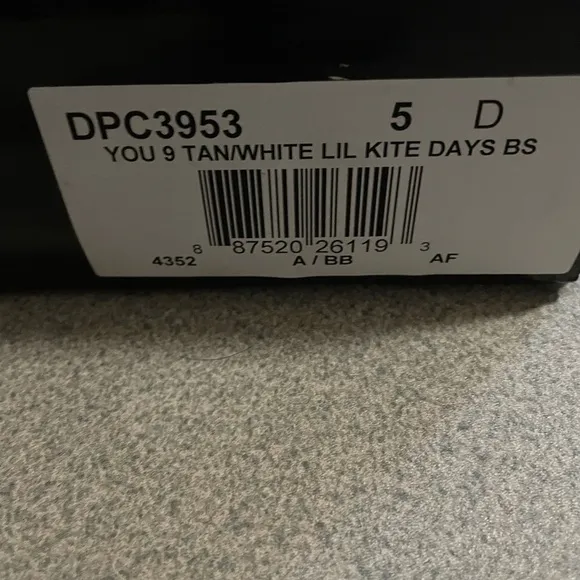 DPC3953 5 D
YOU 9 TAN/WHITE LIL KITE DAYS BS
8 87520 26119 3
4352 A / BB AF